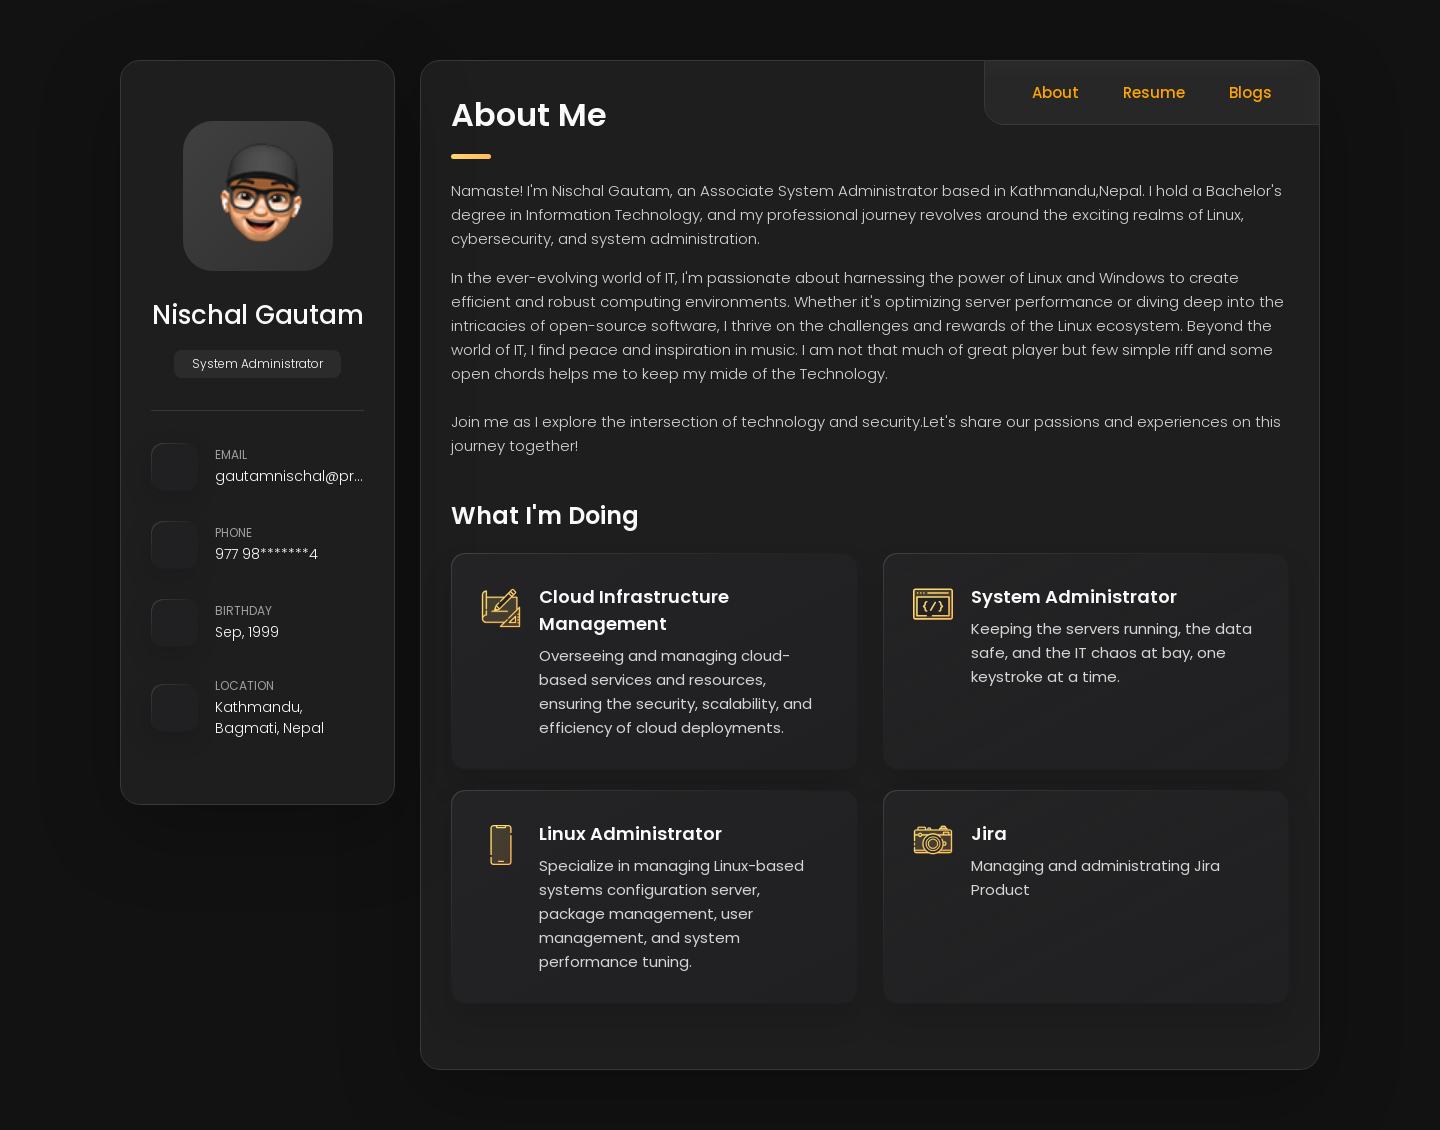 Nischal Gautam
System Administrator
EMAIL
gautamnischal@pr...
PHONE
977 98*******4
BIRTHDAY
Sep, 1999
LOCATION
Kathmandu,
Bagmati, Nepal
About Resume Blogs
About Me
Namaste! I'm Nischal Gautam, an Associate System Administrator based in Kathmandu,Nepal. I hold a Bachelor's
degree in Information Technology, and my professional journey revolves around the exciting realms of Linux,
cybersecurity, and system administration.
In the ever-evolving world of IT, I'm passionate about harnessing the power of Linux and Windows to create
efficient and robust computing environments. Whether it's optimizing server performance or diving deep into the
intricacies of open-source software, I thrive on the challenges and rewards of the Linux ecosystem. Beyond the
world of IT, I find peace and inspiration in music. I am not that much of great player but few simple riff and some
open chords helps me to keep my mide of the Technology.
Join me as I explore the intersection of technology and security.Let's share our passions and experiences on this
journey together!
What I'm Doing
Cloud Infrastructure
Management
Overseeing and managing cloud-
based services and resources,
ensuring the security, scalability, and
efficiency of cloud deployments.
System Administrator
Keeping the servers running, the data
safe, and the IT chaos at bay, one
keystroke at a time.
Linux Administrator
Specialize in managing Linux-based
systems configuration server,
package management, user
management, and system
performance tuning.
Jira
Managing and administrating Jira
Product